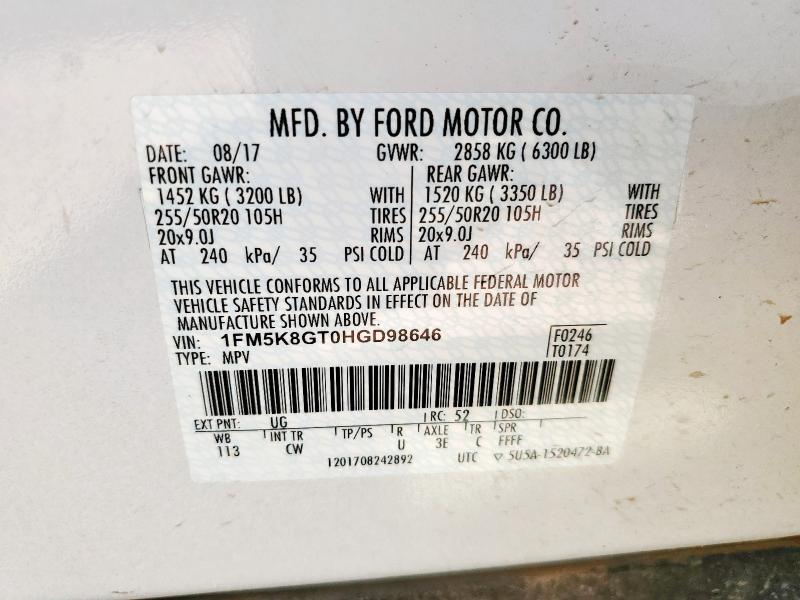 MFD. BY FORD MOTOR CO.
DATE: 08/17 GVWR: 2858 KG ( 6300 LB)
FRONT GAWR: REAR GAWR:
1452 KG ( 3200 LB) WITH 1520 KG ( 3350 LB) WITH
255/50R20 105H TIRES 255/50R20 105H TIRES
20x9.0J RIMS 20x9.0J RIMS
AT 240 kPa/ 35 PSI COLD AT 240 kPa/ 35 PSI COLD
THIS VEHICLE CONFORMS TO ALL APPLICABLE FEDERAL MOTOR
VEHICLE SAFETY STANDARDS IN EFFECT ON THE DATE OF
MANUFACTURE SHOWN ABOVE.
VIN: 1FM5K8GT0HGD98646 F0246
TYPE: MPV T0174
EXT PNT: UG RC: 52 DSO:
WB INT TR TP/PS R AXLE TR SPR
113 CW U 3E C FFFF
1201708242892 UTC ▽ 5U5A-1520472-BA